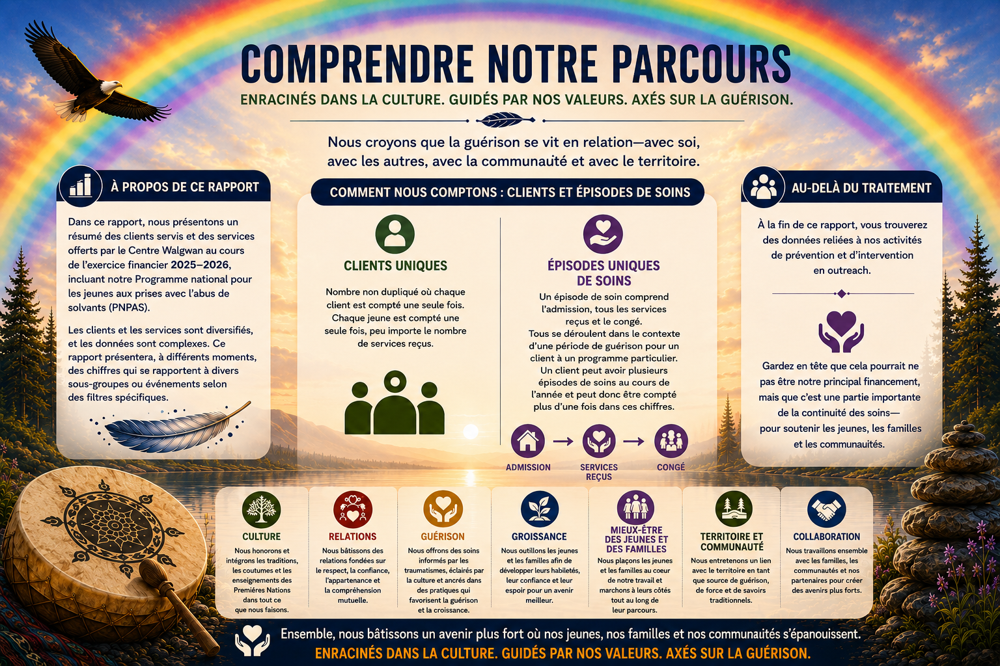 COMPRENDRE NOTRE PARCOURS
ENRACINÉS DANS LA CULTURE. GUIDÉS PAR NOS VALEURS. AXÉS SUR LA GUÉRISON.
Nous croyons que la guérison se vit en relation—avec soi,
avec les autres, avec la communauté et avec le territoire.
À PROPOS DE CE RAPPORT
Dans ce rapport, nous présentons un
résumé des clients servis et des services
offerts par le Centre Walgwan au cours
de l'exercice financier 2025–2026,
incluant notre Programme national pour
les jeunes aux prises avec l'abus de
solvants (PNPAS).
Les clients et les services sont diversifiés,
et les données sont complexes. Ce
rapport présentera, à différents moments,
des chiffres qui se rapportent à divers
sous-groupes ou événements selon
des filtres spécifiques.
COMMENT NOUS COMPTONS : CLIENTS ET ÉPISODES DE SOINS
CLIENTS UNIQUES
Nombre non dupliqué où chaque
client est compté une seule fois.
Chaque jeune est compté une
seule fois, peu importe le nombre
de services reçus.
ÉPISODES UNIQUES
DE SOINS
Un épisode de soin comprend
l'admission, tous les services
reçus et le congé.
Tous se déroulent dans le contexte
d'une période de guérison pour un
client à un programme particulier.
Un client peut avoir plusieurs
épisodes de soins au cours de
l'année et peut donc être compté
plus d'une fois dans ces chiffres.
ADMISSION
SERVICES
REÇUS
CONGÉ
AU-DELÀ DU TRAITEMENT
À la fin de ce rapport, vous trouverez
des données reliées à nos activités
de prévention et d'intervention
en outreach.
Gardez en tête que cela pourrait ne
pas être notre principal financement,
mais que c'est une partie importante
de la continuité des soins—
pour soutenir les jeunes, les familles
et les communautés.
CULTURE
Nous honorons et
intégrons les traditions,
les coutumes et les
enseignements des
Premières Nations
dans tout ce
que nous faisons.
RELATIONS
Nous bâtissons des
relations fondées sur
le respect, la confiance,
l'appartenance et
la compréhension
mutuelle.
GUÉRISON
Nous offrons des soins
informés par les
traumatismes, éclairés par
la culture et ancrés dans
des pratiques qui
favorisent la guérison
et la croissance.
GROISSANCE
Nous outillons les jeunes
et les familles afin de
développer leurs habiletés,
leur confiance et leur
espoir pour un avenir
meilleur.
MIEUX-ÊTRE
DES JEUNES ET
DES FAMILLES
Nous plaçons les jeunes
et les familles au coeur
de notre travail et
marchons à leurs côtés
tout au long de
leur parcours.
TERRITOIRE ET
COMMUNAUTÉ
Nous entretenons un lien
avec le territoire en tant
que source de guérison,
de force et de savoirs
traditionnels.
COLLABORATION
Nous travaillons ensemble
avec les familles, les
communautés et nos
partenaires pour créer
des avenirs plus forts.
Ensemble, nous bâtissons un avenir plus fort où nos jeunes, nos familles et nos communautés s'épanouissent.
ENRACINÉS DANS LA CULTURE. GUIDÉS PAR NOS VALEURS. AXÉS SUR LA GUÉRISON.